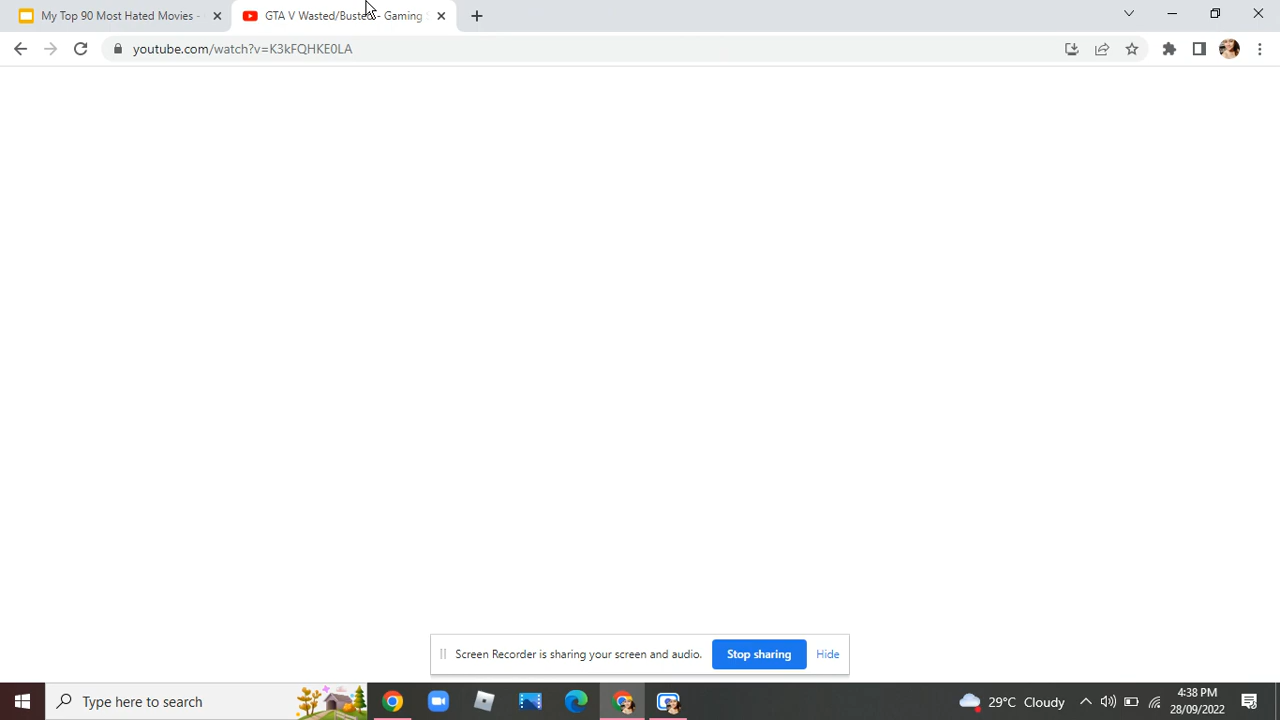 My Top 90 Most Hated Movies -
GTA V Wasted/Busted - Gaming
youtube.com/watch?v=K3kFQHKE0LA
Screen Recorder is sharing your screen and audio.
Stop sharing
Hide
Type here to search
29°C Cloudy
4:38 PM
28/09/2022